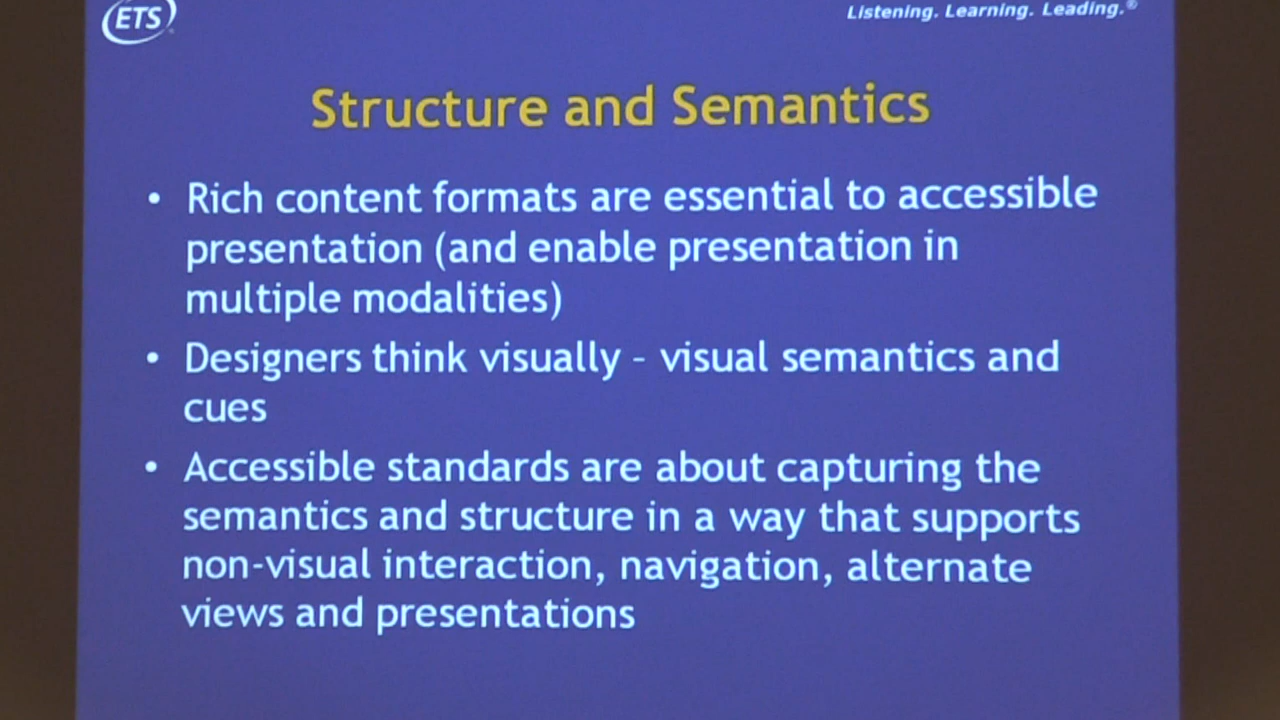 ETS
Listening. Learning. Leading.®
Structure and Semantics
• Rich content formats are essential to accessible
presentation (and enable presentation in
multiple modalities)
• Designers think visually - visual semantics and
cues
• Accessible standards are about capturing the
semantics and structure in a way that supports
non-visual interaction, navigation, alternate
views and presentations